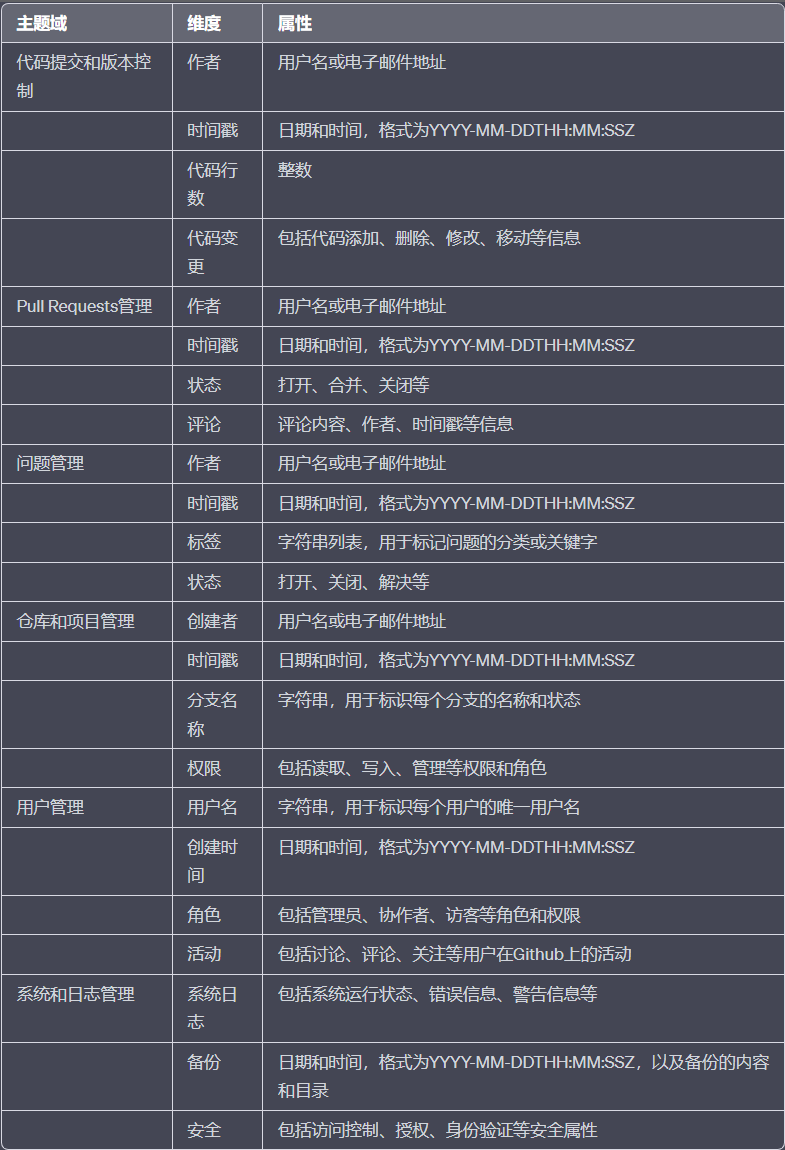 主题域 维度 属性
代码提交和版本控 作者 用户名或电子邮件地址
制
时间戳 日期和时间，格式为YYYY-MM-DDTHH:MM:SSZ
代码行 整数
数
代码变 包括代码添加、删除、修改、移动等信息
更
Pull Requests管理 作者 用户名或电子邮件地址
时间戳 日期和时间，格式为YYYY-MM-DDTHH:MM:SSZ
状态 打开、合并、关闭等
评论 评论内容、作者、时间戳等信息
问题管理 作者 用户名或电子邮件地址
时间戳 日期和时间，格式为YYYY-MM-DDTHH:MM:SSZ
标签 字符串列表，用于标记问题的分类或关键字
状态 打开、关闭、解决等
仓库和项目管理 创建者 用户名或电子邮件地址
时间戳 日期和时间，格式为YYYY-MM-DDTHH:MM:SSZ
分支名 字符串，用于标识每个分支的名称和状态
称
权限 包括读取、写入、管理等权限和角色
用户管理 用户名 字符串，用于标识每个用户的唯一用户名
创建时 日期和时间，格式为YYYY-MM-DDTHH:MM:SSZ
间
角色 包括管理员、协作者、访客等角色和权限
活动 包括讨论、评论、关注等用户在Github上的活动
系统和日志管理 系统日 包括系统运行状态、错误信息、警告信息等
志
备份 日期和时间，格式为YYYY-MM-DDTHH:MM:SSZ，以及备份的内容
和目录
安全 包括访问控制、授权、身份验证等安全属性